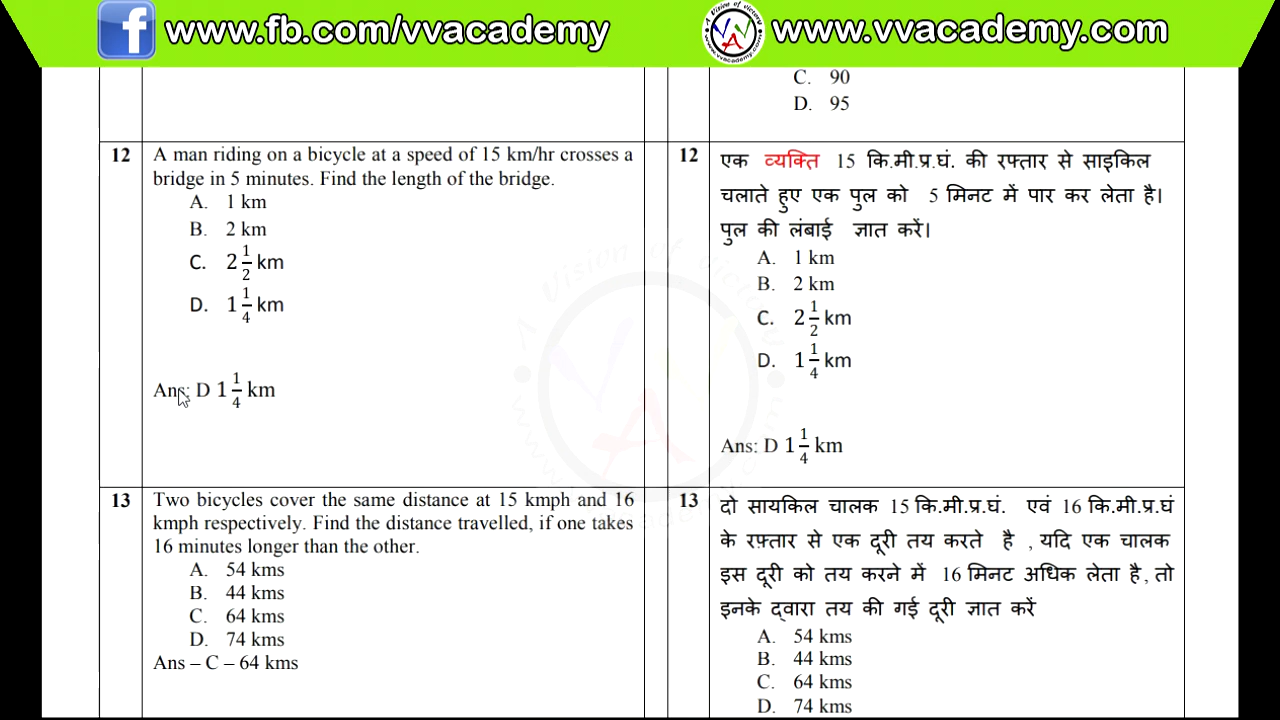 www.fb.com/vvacademy
www.vvacademy.com
C. 90
D. 95
12
A man riding on a bicycle at a speed of 15 km/hr crosses a
bridge in 5 minutes. Find the length of the bridge.
A. 1 km
B. 2 km
C. 2 1/2 km
D. 1 1/4 km
Ans: D 1 1/4 km
12
एक व्यक्ति 15 कि.मी.प्र.घं. की रफ्तार से साइकिल
चलाते हुए एक पुल को 5 मिनट में पार कर लेता है।
पुल की लंबाई ज्ञात करें।
A. 1 km
B. 2 km
C. 2 1/2 km
D. 1 1/4 km
Ans: D 1 1/4 km
13
Two bicycles cover the same distance at 15 kmph and 16
kmph respectively. Find the distance travelled, if one takes
16 minutes longer than the other.
A. 54 kms
B. 44 kms
C. 64 kms
D. 74 kms
Ans – C – 64 kms
13
दो सायकिल चालक 15 कि.मी.प्र.घं. एवं 16 कि.मी.प्र.घं
के रफ़्तार से एक दूरी तय करते है , यदि एक चालक
इस दूरी को तय करने में 16 मिनट अधिक लेता है, तो
इनके द्वारा तय की गई दूरी ज्ञात करें
A. 54 kms
B. 44 kms
C. 64 kms
D. 74 kms